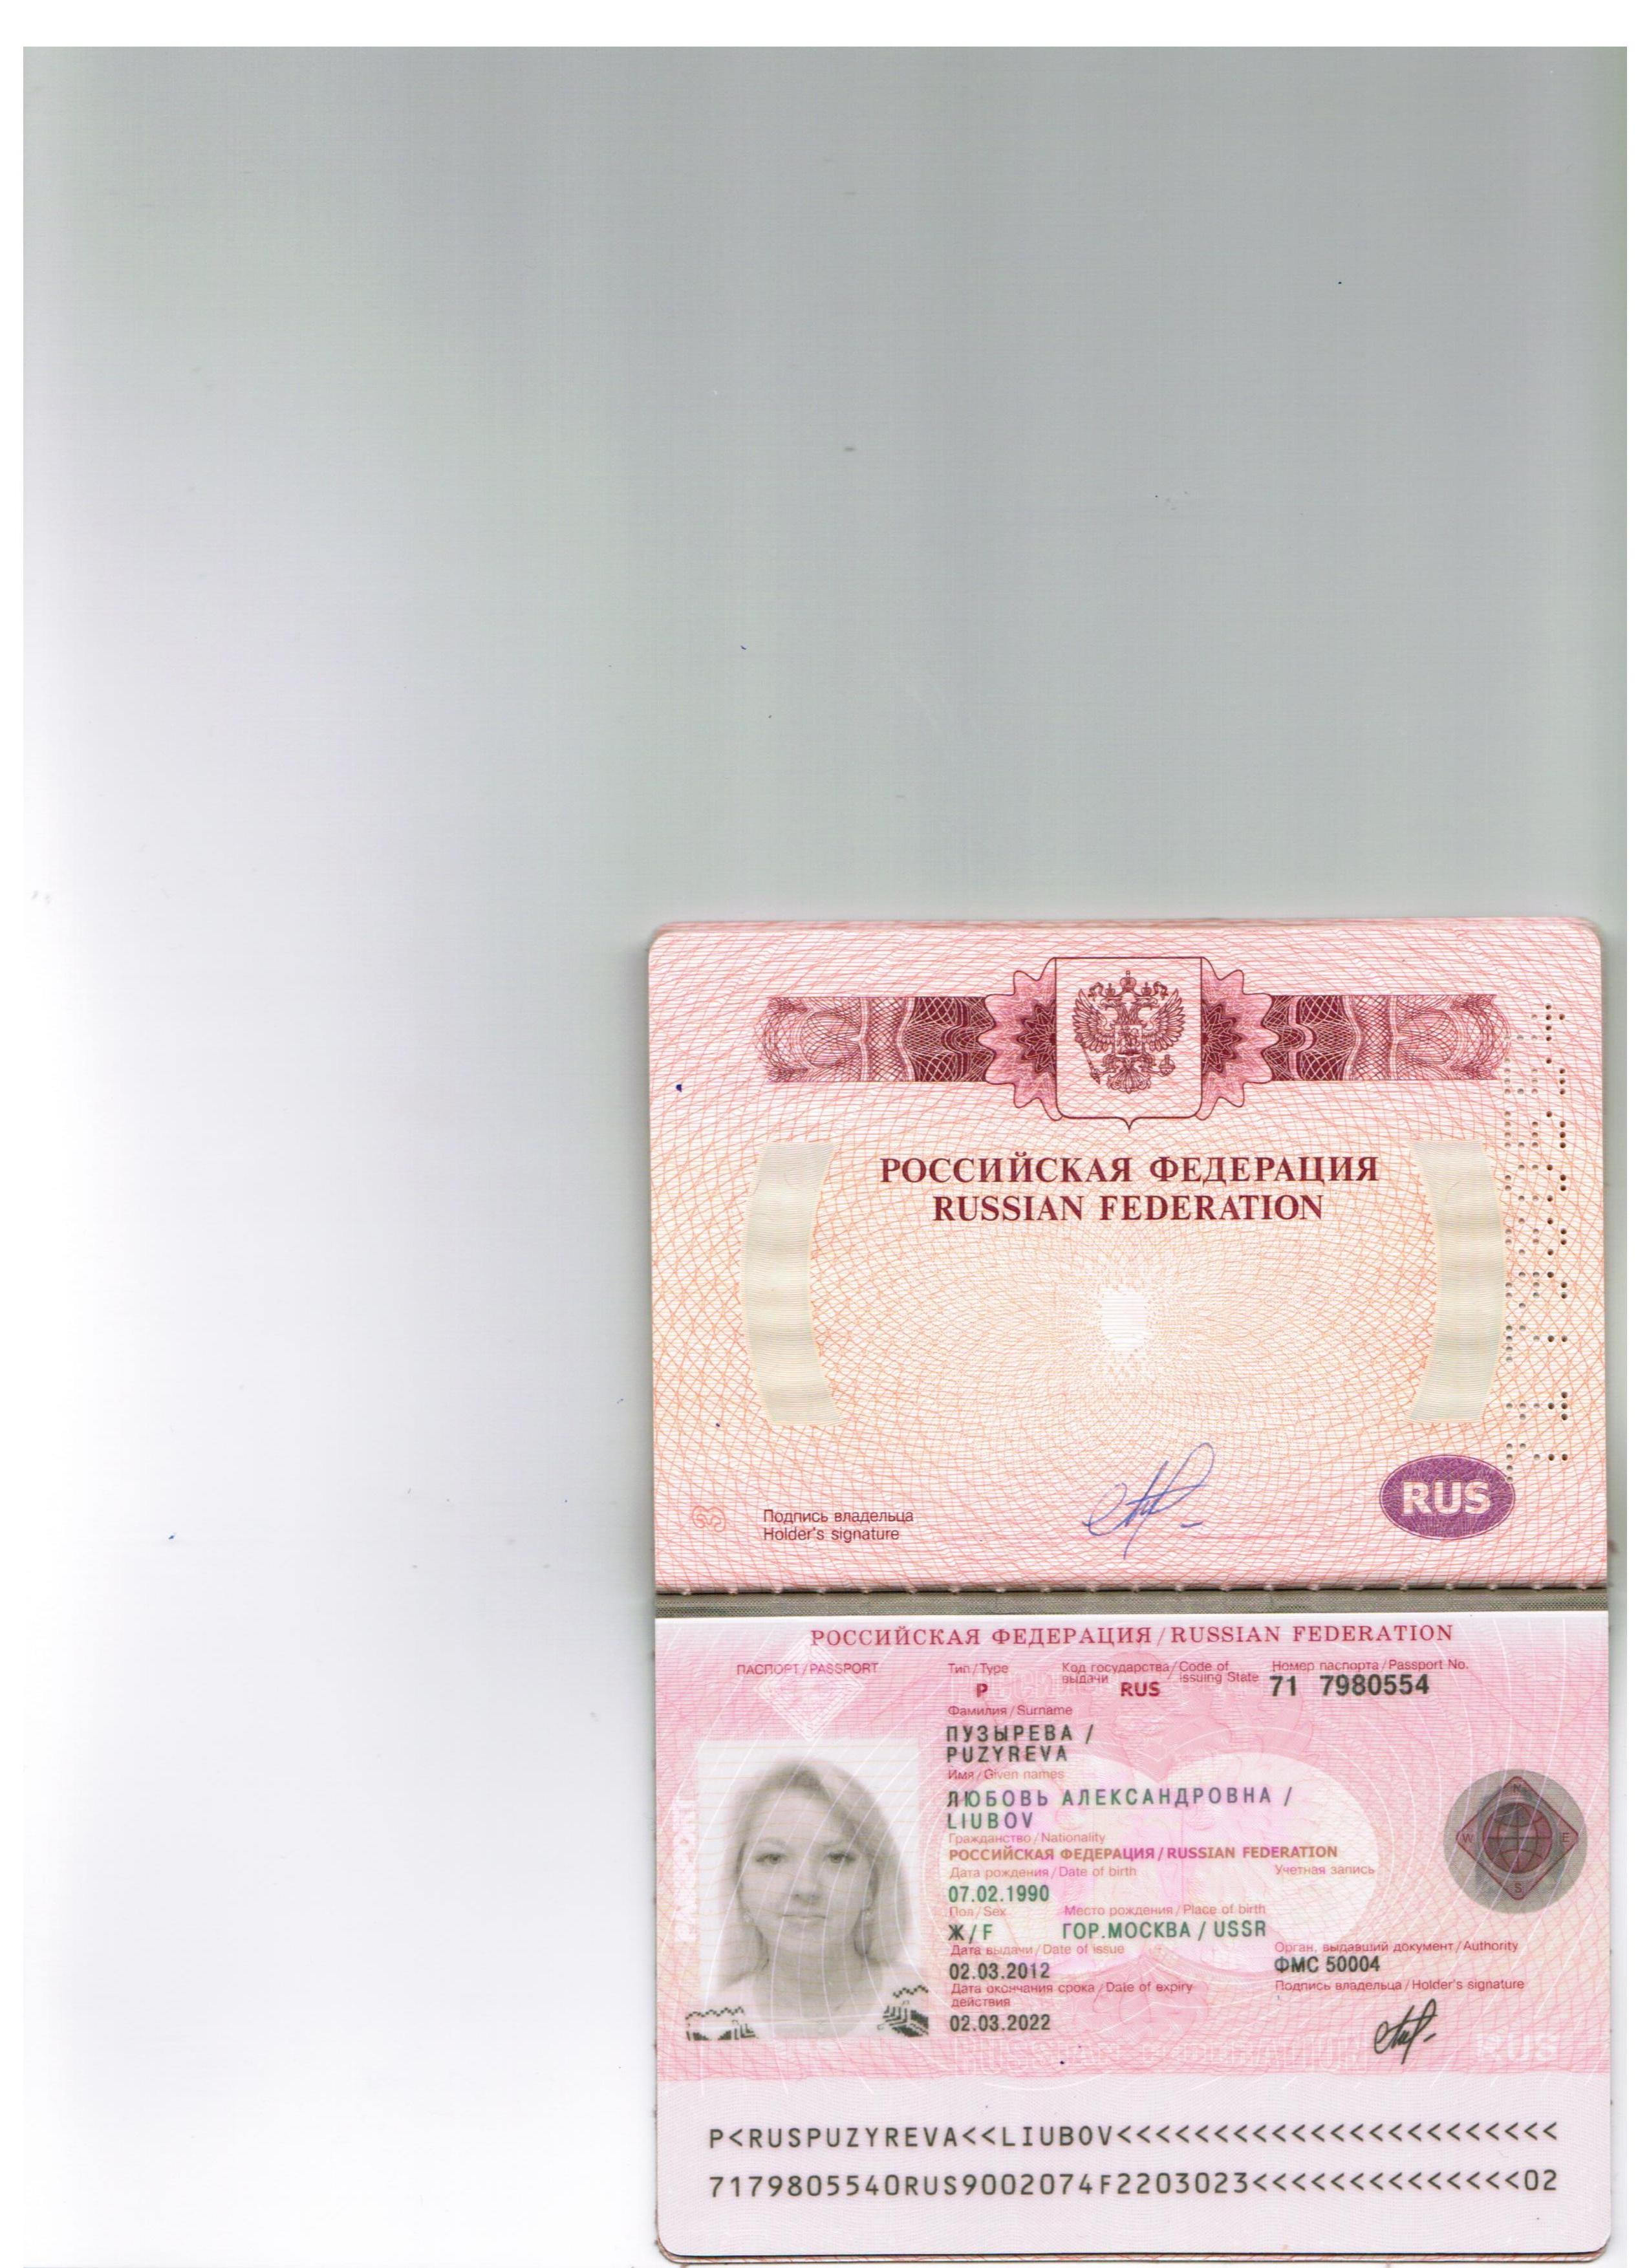 РОССИЙСКАЯ ФЕДЕРАЦИЯ
RUSSIAN FEDERATION
Подпись владельца
Holder's signature
RUS
РОССИЙСКАЯ ФЕДЕРАЦИЯ / RUSSIAN FEDERATION
ПАСПОРТ / PASSPORT
Тип / Type
Код государства / Code of
выдачи issuing State
Номер паспорта / Passport No.
P
RUS
71 7980554
Фамилия / Surname
ПУЗЫРЕВА /
PUZYREVA
Имя / Given names
ЛЮБОВЬ АЛЕКСАНДРОВНА /
LIUBOV
Гражданство / Nationality
РОССИЙСКАЯ ФЕДЕРАЦИЯ / RUSSIAN FEDERATION
Дата рождения / Date of birth
Учетная запись
07.02.1990
Пол / Sex
Место рождения / Place of birth
Ж / F
ГОР.МОСКВА / USSR
Дата выдачи / Date of issue
Орган, выдавший документ / Authority
02.03.2012
ФМС 50004
Дата окончания срока / Date of expiry
действия
Подпись владельца / Holder's signature
02.03.2022
N
W
E
S
RUS
P<RUSPUZYREVA<<LIUBOV<<<<<<<<<<<<<<<<<<<<<<<
7179805540RUS9002074F2203023<<<<<<<<<<<<<<02